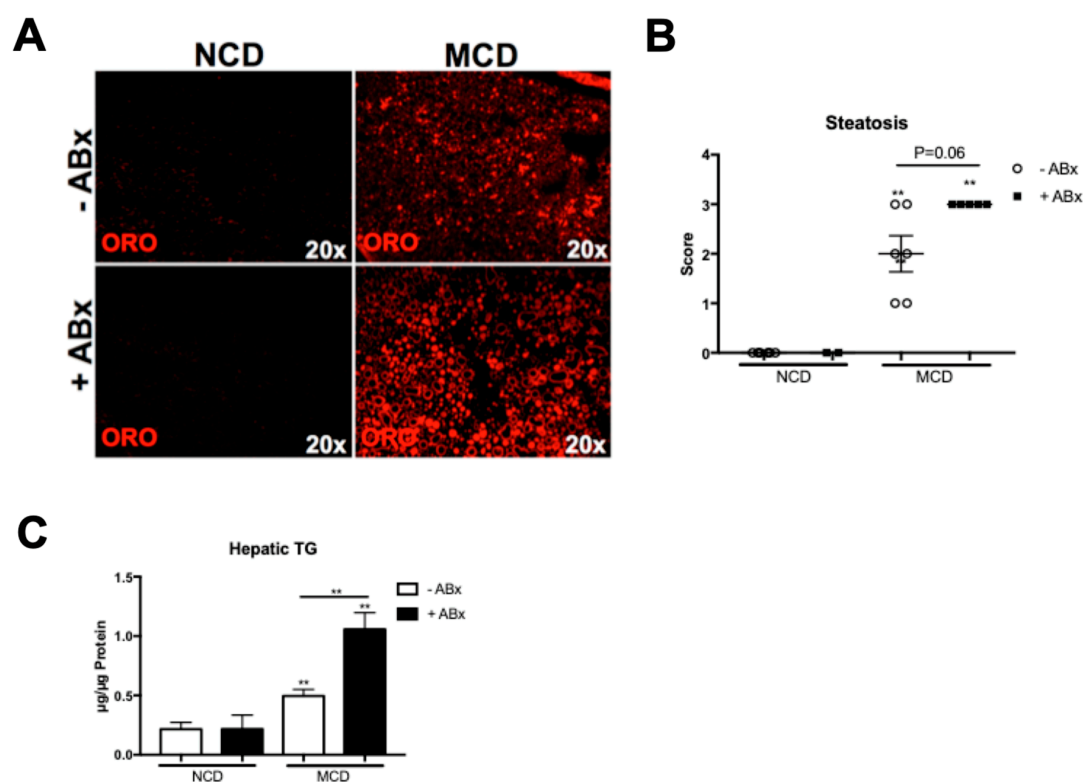 A
NCD
MCD
- ABx
ORO
20x
ORO
20x
+ ABx
ORO
20x
ORO
20x
B
Steatosis
P=0.06
**
**
- ABx
+ ABx
4
3
2
1
0
Score
NCD
MCD
C
Hepatic TG
- ABx
+ ABx
1.5
1.0
0.5
0.0
µg/µg Protein
**
**
**
NCD
MCD